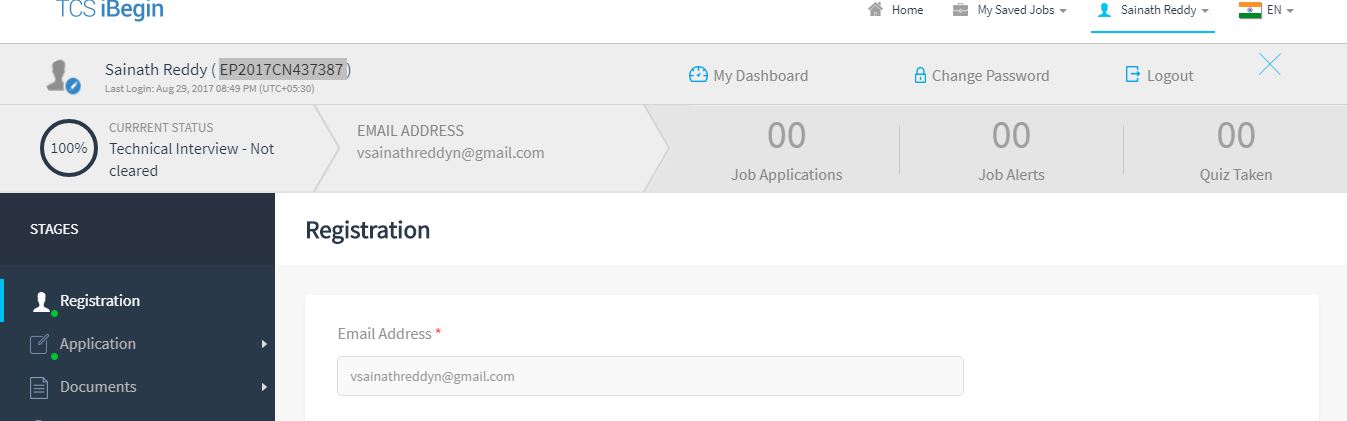 TCS iBegin
Home
My Saved Jobs
Sainath Reddy
EN
Sainath Reddy ( EP2017CN437387 )
Last Login: Aug 29, 2017 08:49 PM (UTC+05:30)
My Dashboard
Change Password
Logout
100%
CURRRENT STATUS
Technical Interview - Not
cleared
EMAIL ADDRESS
vsainathreddyn@gmail.com
00
Job Applications
00
Job Alerts
00
Quiz Taken
STAGES
Registration
Application
Documents
Registration
Email Address *
vsainathreddyn@gmail.com